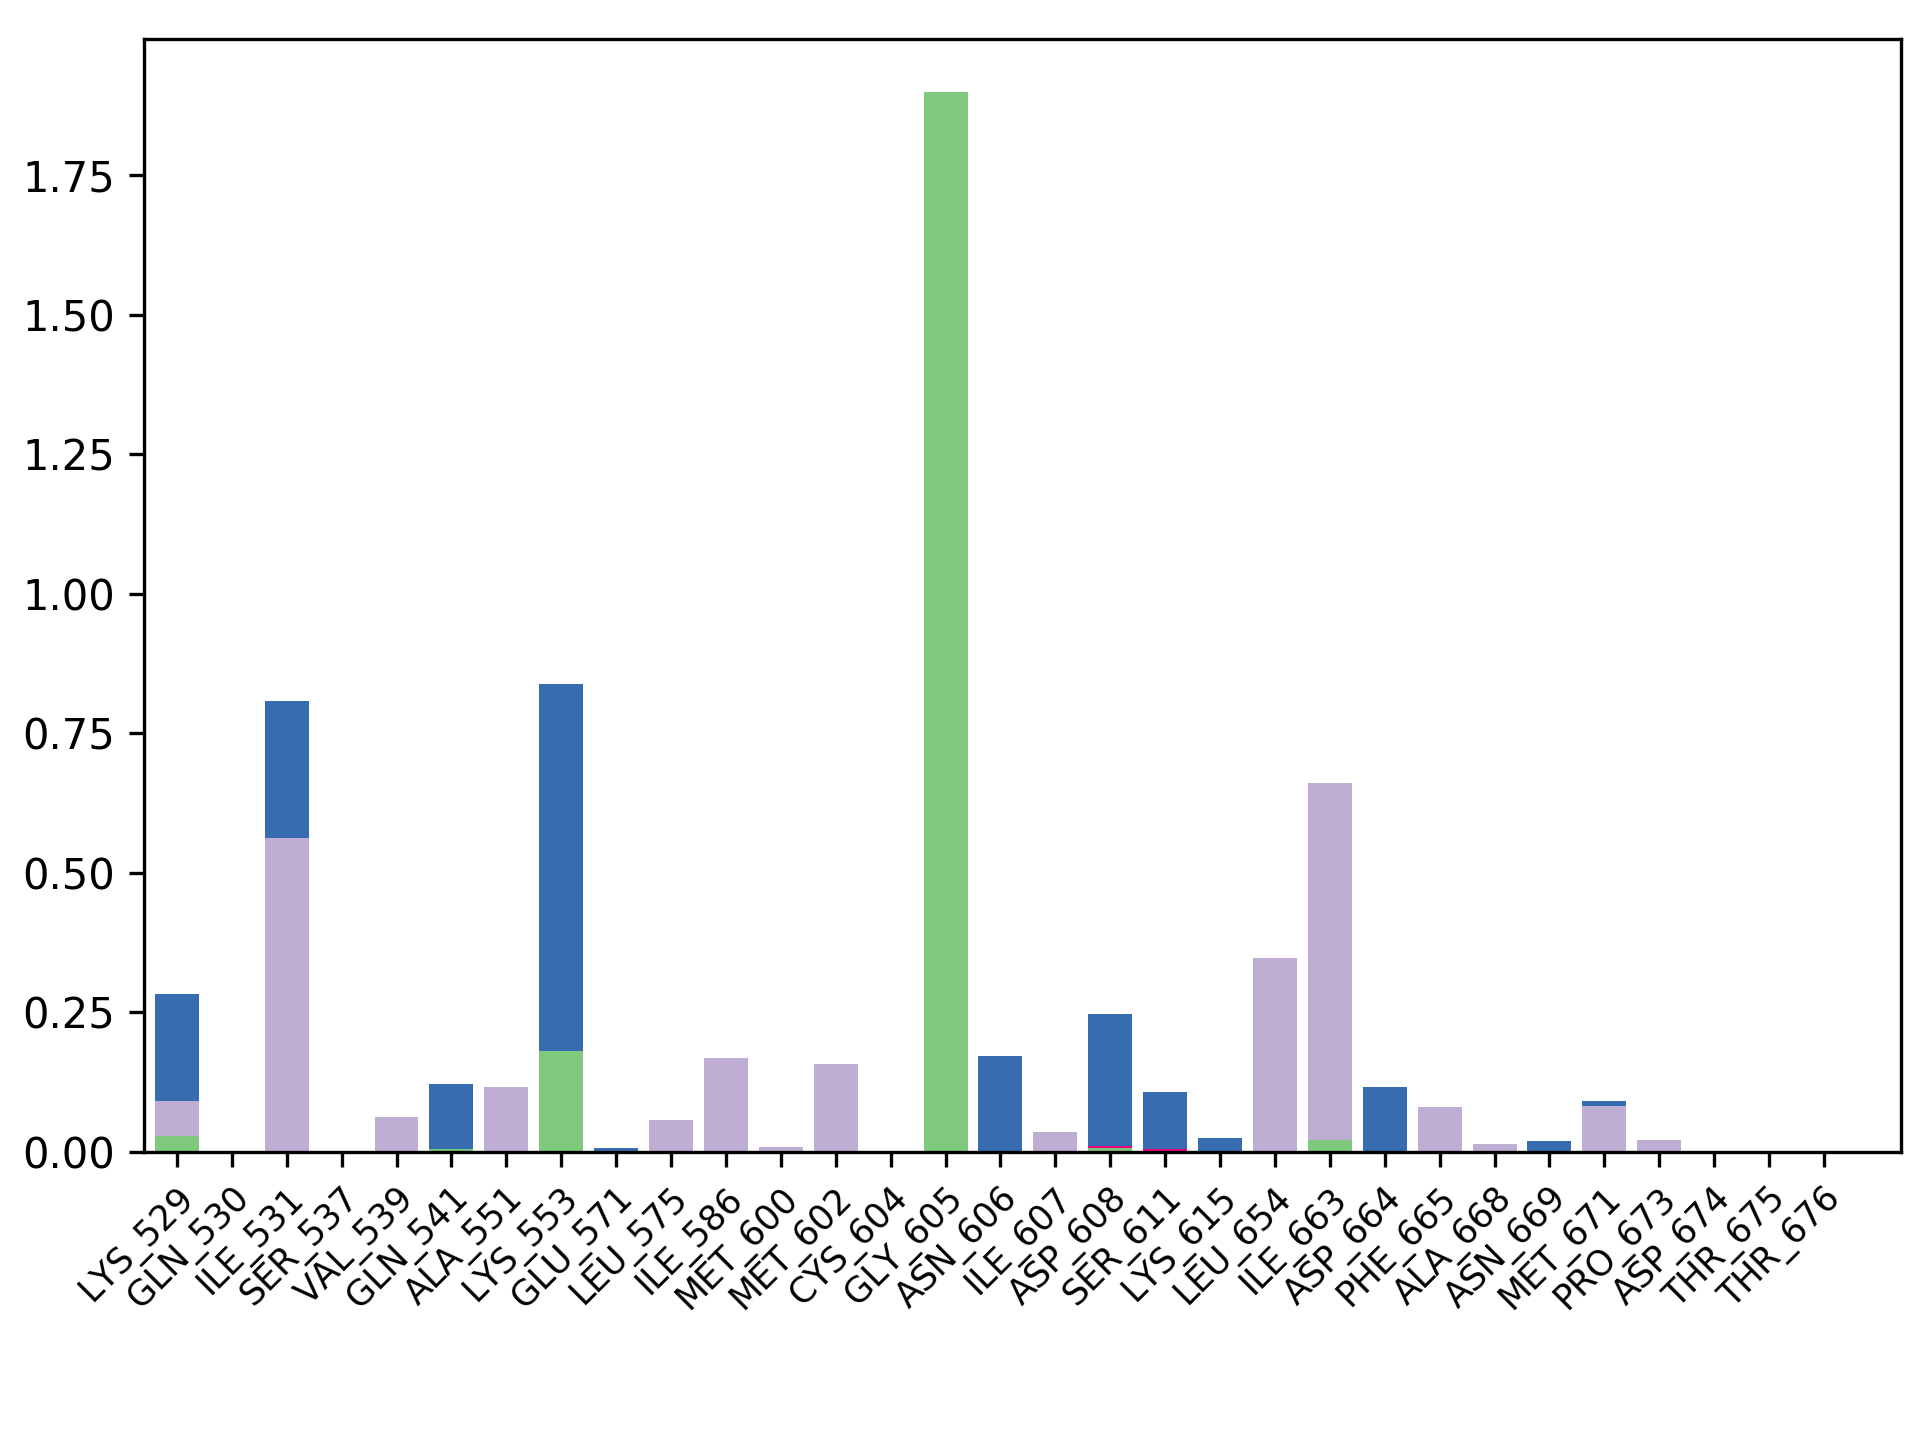 1.75
1.50
1.25
1.00
0.75
0.50
0.25
0.00
LYS_529
GLN_530
ILE_531
SER_537
VAL_539
GLN_541
ALA_551
LYS_553
GLU_571
LEU_575
ILE_586
MET_600
MET_602
CYS_604
GLY_605
ASN_606
ILE_607
ASP_608
SER_611
LYS_615
LEU_654
ILE_663
ASP_664
PHE_665
ALA_668
ASN_669
MET_671
PRO_673
ASP_674
THR_675
THR_676